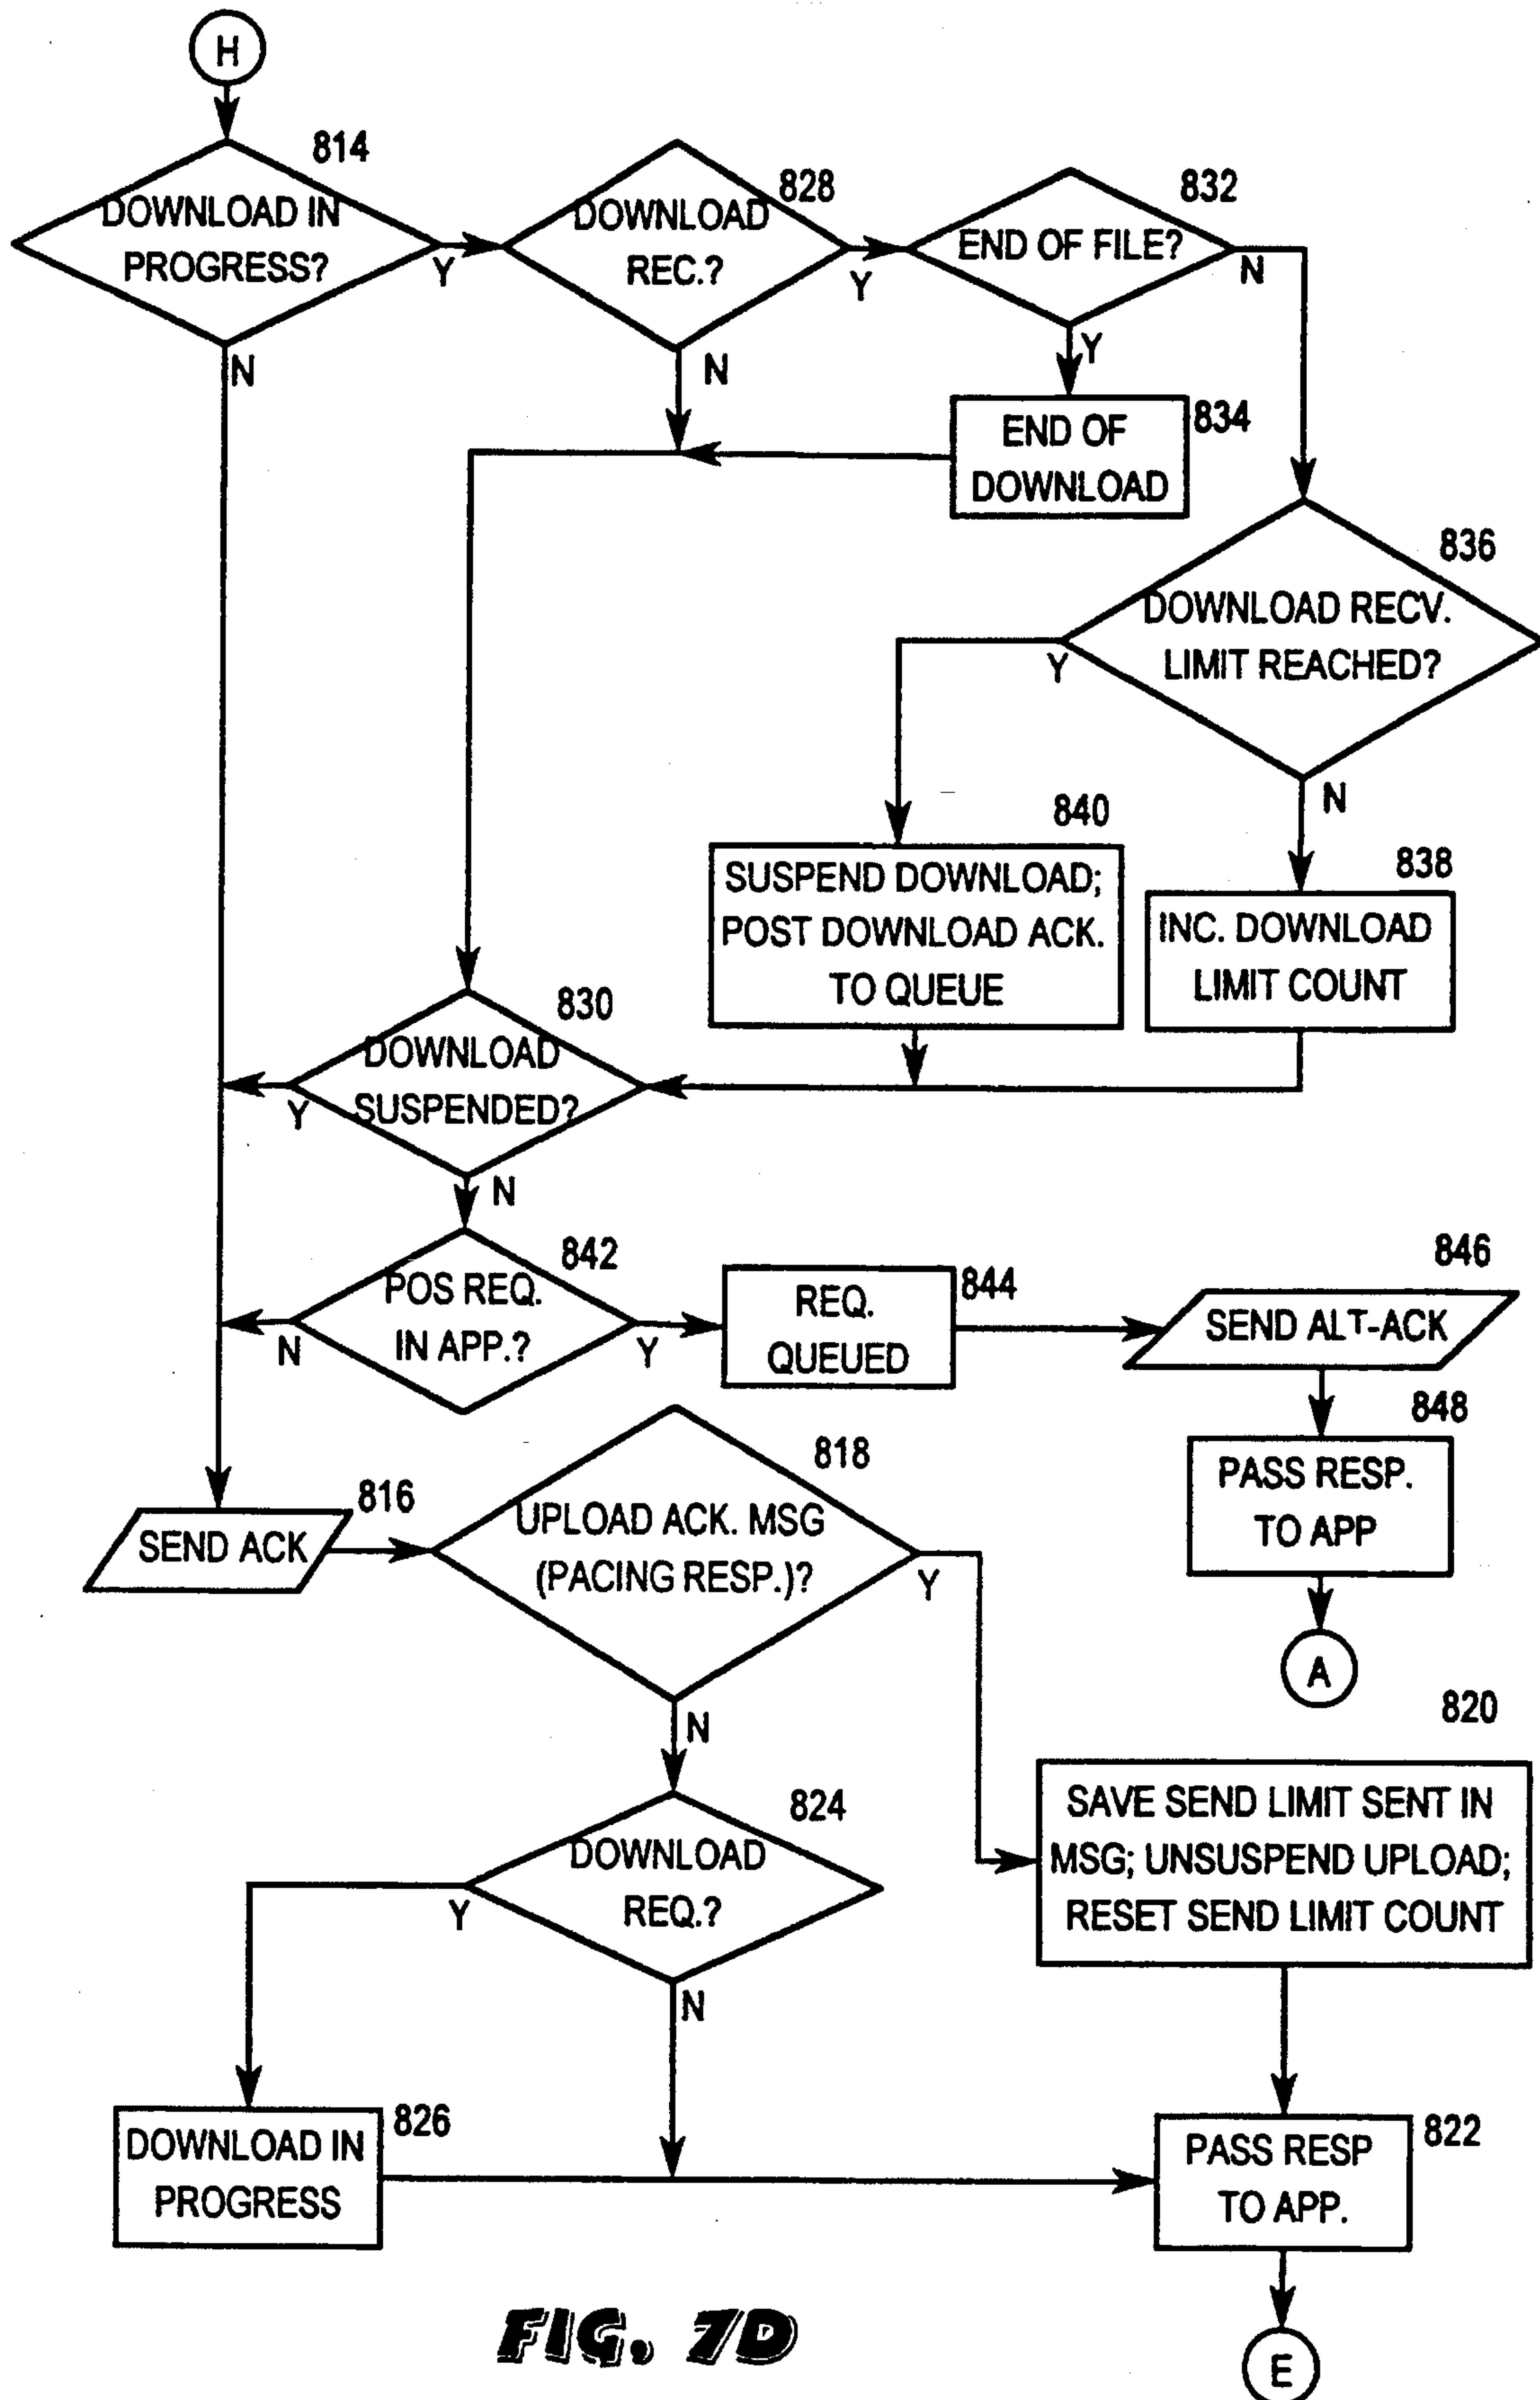 H
814
DOWNLOAD IN
PROGRESS?
Y
N
828
DOWNLOAD
REC.?
Y
N
832
END OF FILE?
N
Y
834
END OF
DOWNLOAD
836
DOWNLOAD RECV.
LIMIT REACHED?
Y
N
840
SUSPEND DOWNLOAD;
POST DOWNLOAD ACK.
TO QUEUE
838
INC. DOWNLOAD
LIMIT COUNT
830
DOWNLOAD
SUSPENDED?
Y
N
842
POS REQ.
IN APP.?
N
Y
844
REQ.
QUEUED
846
SEND ALT-ACK
848
PASS RESP.
TO APP
A
816
SEND ACK
818
UPLOAD ACK. MSG
(PACING RESP.)?
Y
N
820
SAVE SEND LIMIT SENT IN
MSG; UNSUSPEND UPLOAD;
RESET SEND LIMIT COUNT
824
DOWNLOAD
REQ.?
Y
N
826
DOWNLOAD IN
PROGRESS
822
PASS RESP
TO APP.
E
FIG. 7D